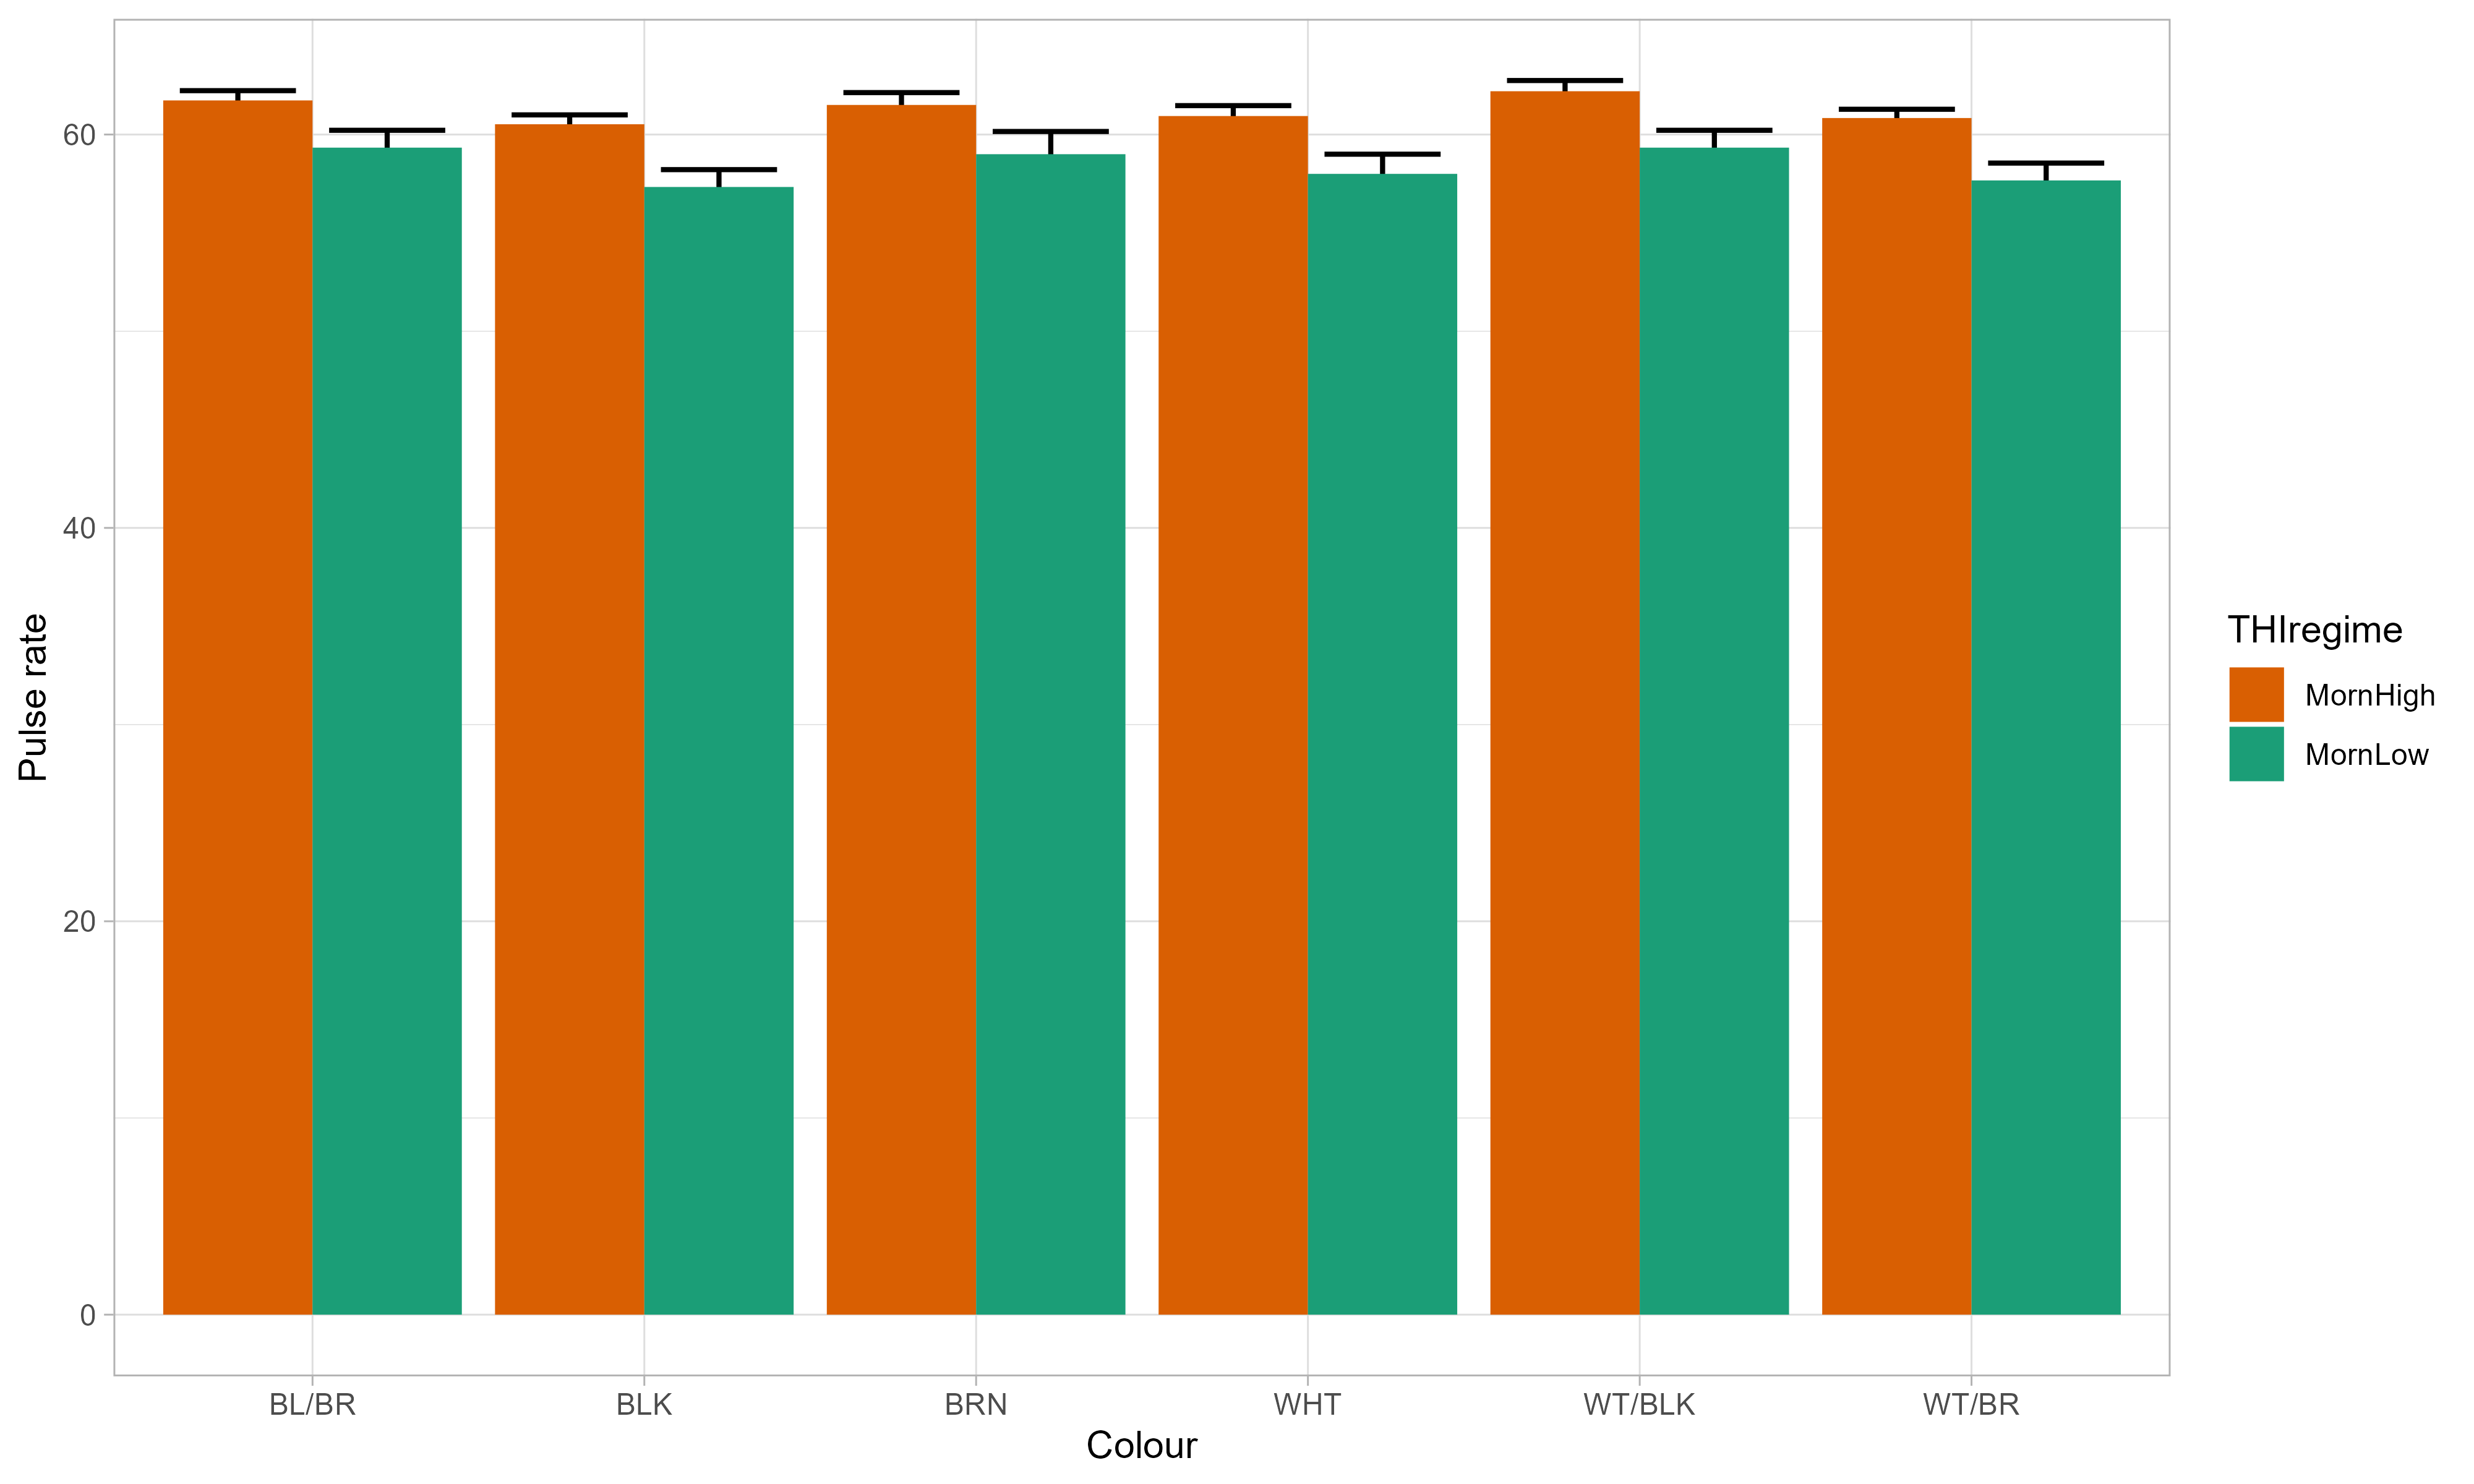 60
40
20
0
Pulse rate
BL/BR
BLK
BRN
WHT
WT/BLK
WT/BR
Colour
THIregime
MornHigh
MornLow